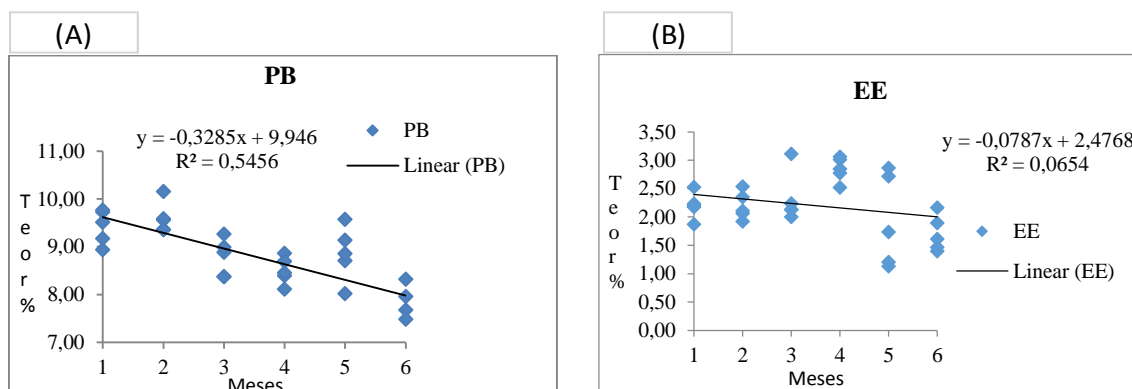 (A)
PB
y = -0,3285x + 9,946
R² = 0,5456
PB
Linear (PB)
11,00
10,00
9,00
8,00
7,00
Teor%
1 2 3 4 5 6
Meses
(B)
EE
y = -0,0787x + 2,4768
R² = 0,0654
EE
Linear (EE)
3,50
3,00
2,50
2,00
1,50
1,00
0,50
0,00
Teor%
1 2 3 4 5 6
Meses